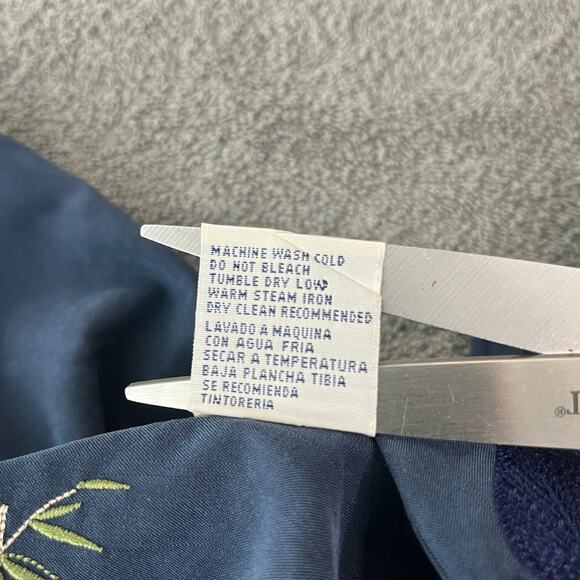 MACHINE WASH COLD
DO NOT BLEACH
TUMBLE DRY LOW
WARM STEAM IRON
DRY CLEAN RECOMMENDED
LAVADO A MAQUINA
CON AGUA FRIA
SECAR A TEMPERATURA
BAJA PLANCHA TIBIA
SE RECOMIENDA
TINTORERIA